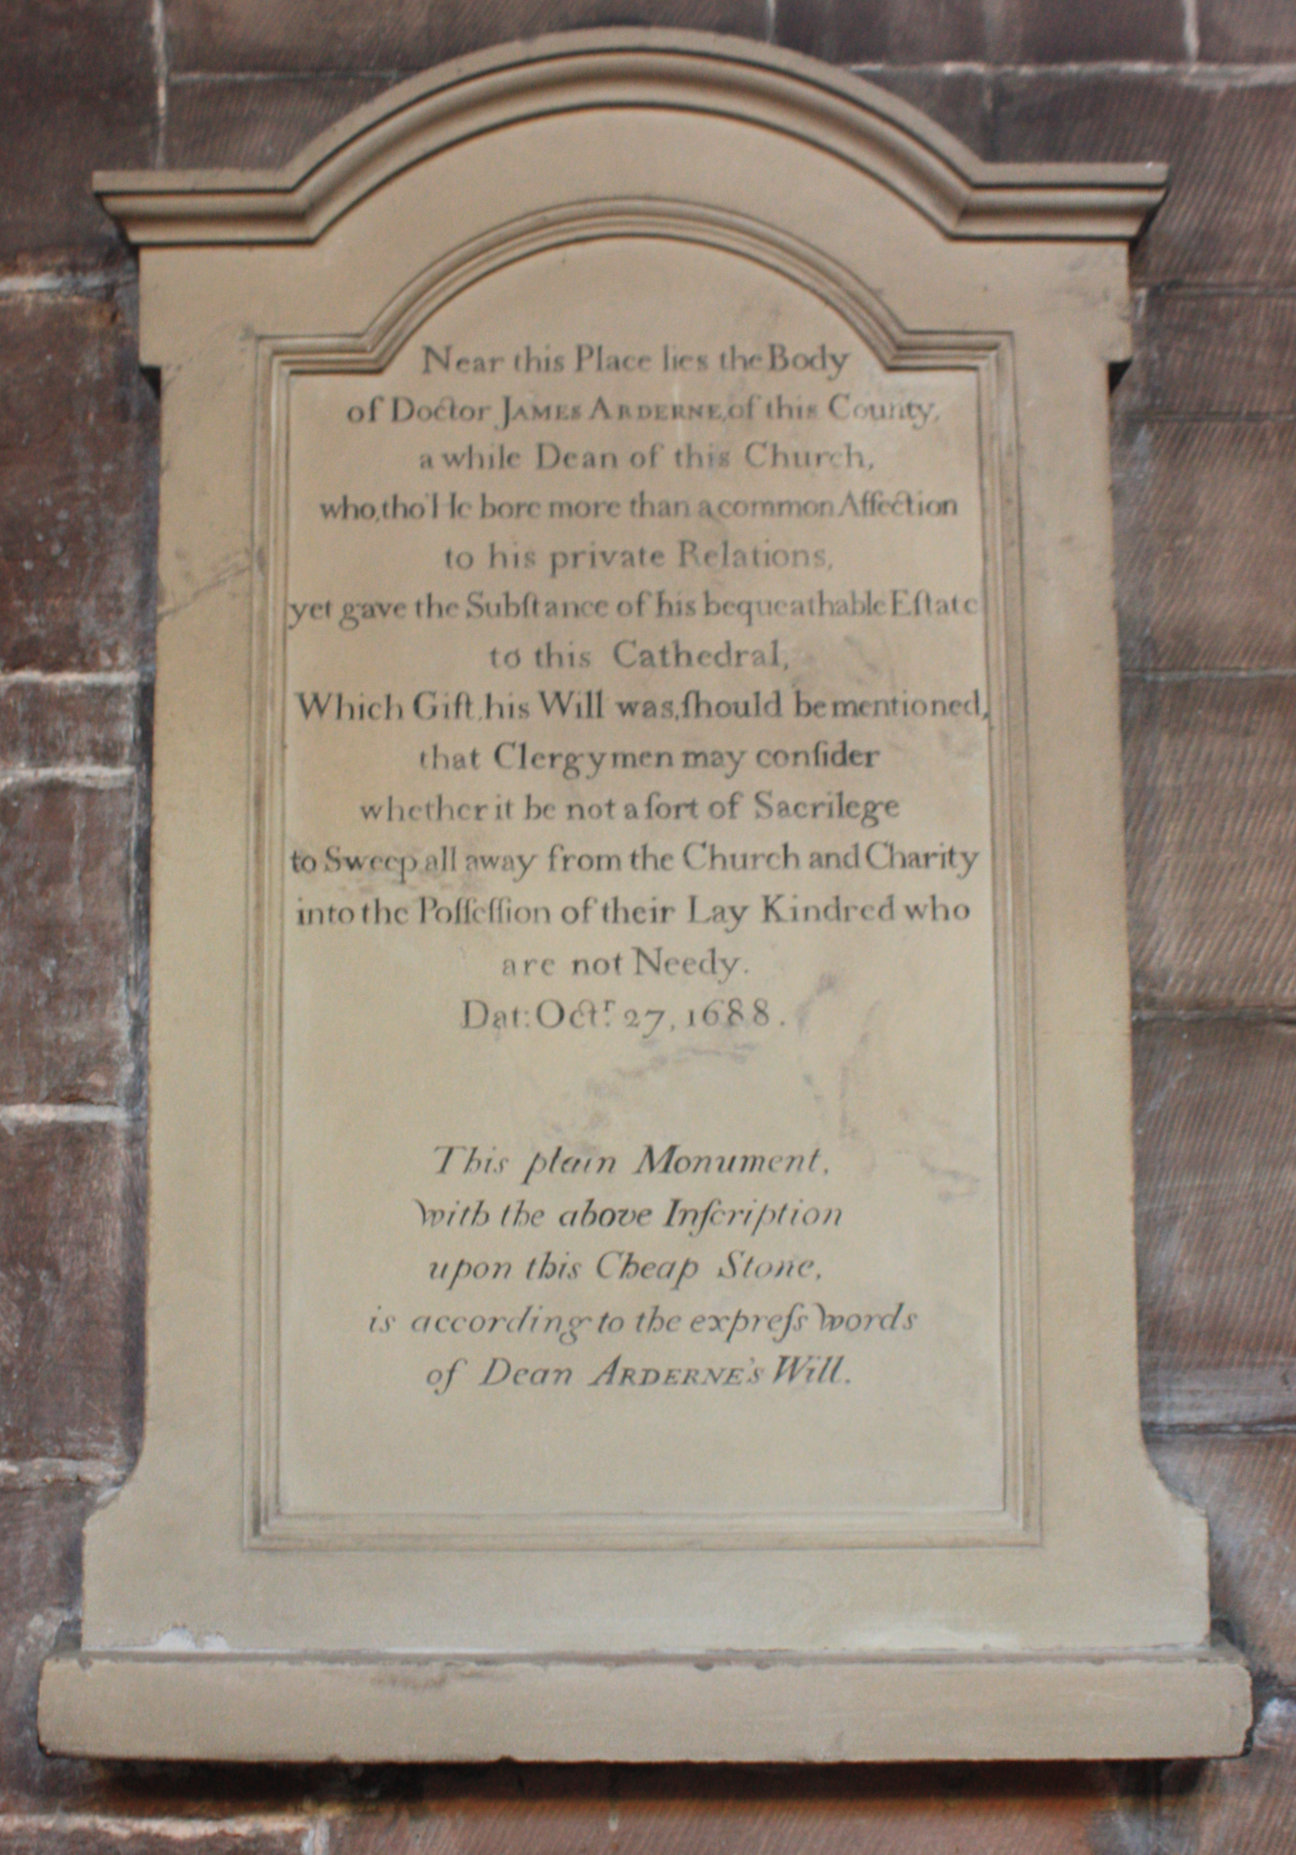 Near this Place lies the Body
of Doctor JAMES ARDERNE, of this County,
a while Dean of this Church,
who, tho' He bore more than a common Affection
to his private Relations,
yet gave the Subſtance of his bequeathable Eſtate
to this Cathedral,
Which Gift, his Will was, ſhould be mentioned,
that Clergymen may conſider
whether it be not a ſort of Sacrilege
to Sweep all away from the Church and Charity
into the Poſſeſſion of their Lay Kindred who
are not Needy.
Dat: Octr. 27, 1688.
This plain Monument,
with the above Inſcription
upon this Cheap Stone,
is according to the expreſs Words
of Dean ARDERNE's Will.